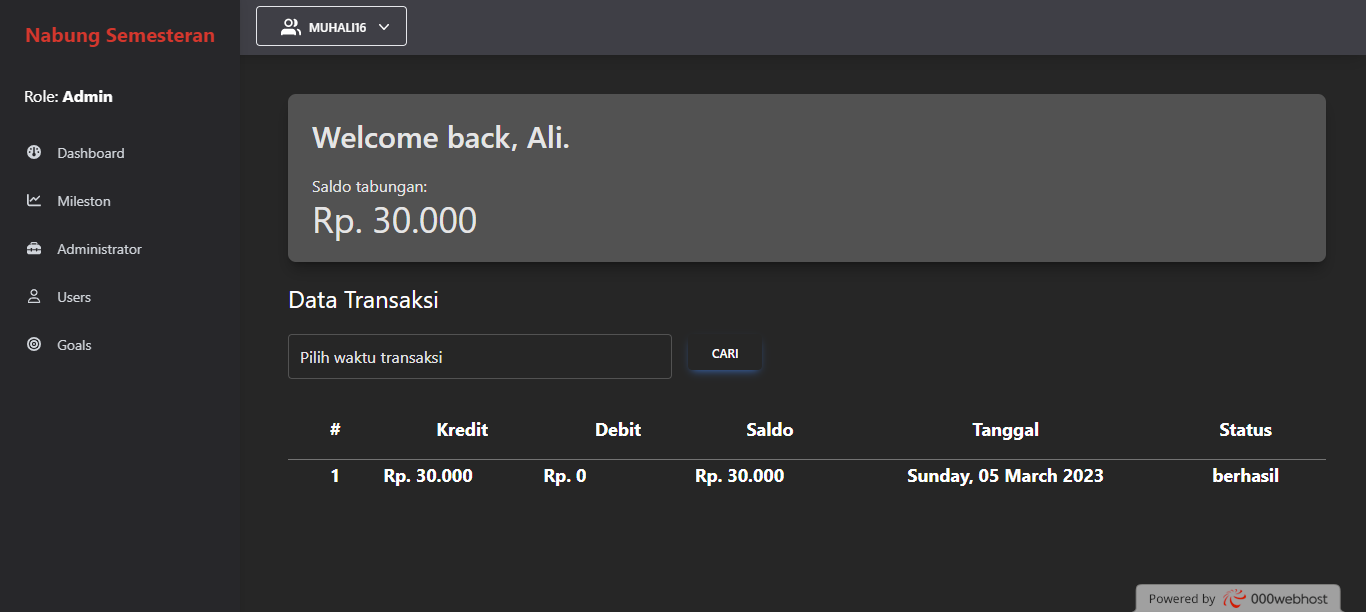 Nabung Semesteran
MUHALI16
Role: Admin
Dashboard
Mileston
Administrator
Users
Goals
Welcome back, Ali.
Saldo tabungan:
Rp. 30.000
Data Transaksi
Pilih waktu transaksi
CARI
# Kredit Debit Saldo Tanggal Status
1 Rp. 30.000 Rp. 0 Rp. 30.000 Sunday, 05 March 2023 berhasil
Powered by 000webhost